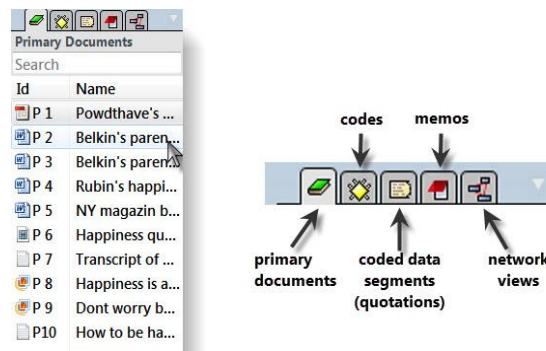 Primary Documents
Search
Id Name
P 1 Powdthave's ...
P 2 Belkin's paren...
P 3 Belkin's paren...
P 4 Rubin's happi...
P 5 NY magazin b...
P 6 Happiness qu...
P 7 Transcript of ...
P 8 Happiness is a...
P 9 Dont worry b...
P10 How to be ha...
codes memos
primary documents
coded data segments (quotations)
network views